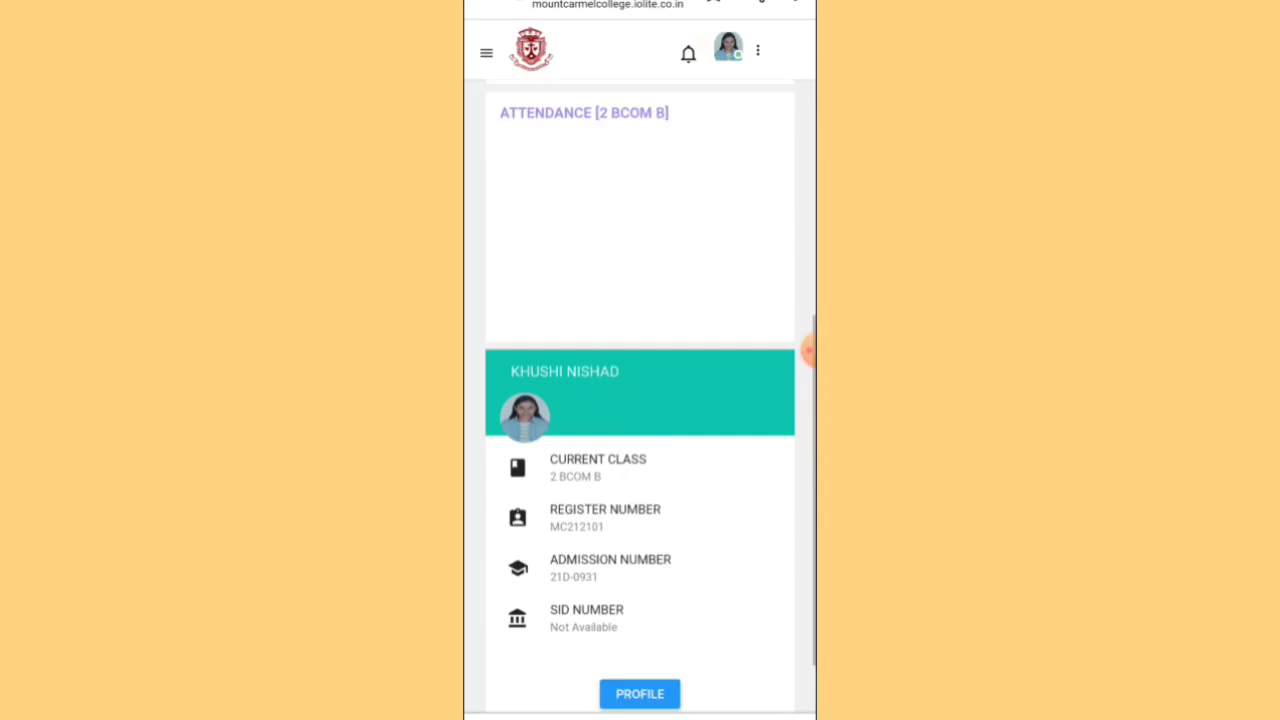 mountcarmelcollege.iolite.co.in
ATTENDANCE [2 BCOM B]
KHUSHI NISHAD
CURRENT CLASS
2 BCOM B
REGISTER NUMBER
MC212101
ADMISSION NUMBER
21D-0931
SID NUMBER
Not Available
PROFILE